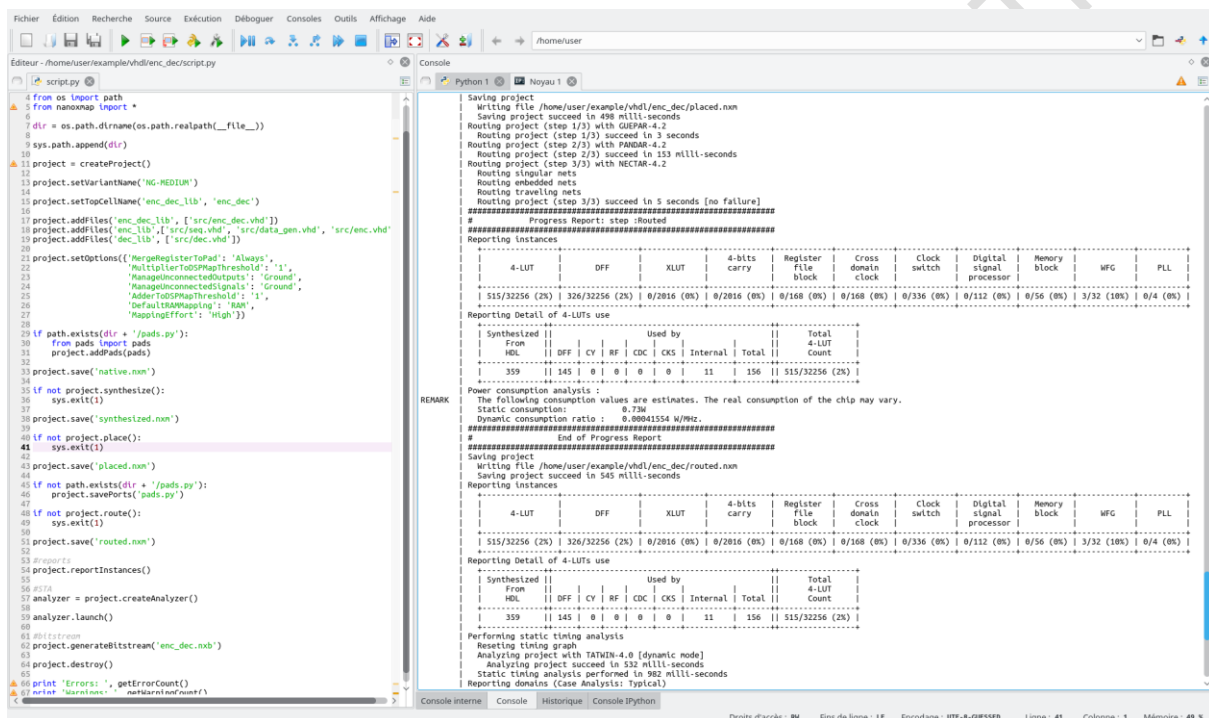 Fichier Édition Recherche Source Exécution Déboguer Consoles Outils Affichage Aide
/home/user
Éditeur - /home/user/example/vhdl/enc_dec/script.py
script.py
4 from os import path
5 from nanoxmap import *
6
7 dir = os.path.dirname(os.path.realpath(__file__))
8
9 sys.path.append(dir)
10
11 project = createProject()
12
13 project.setVariantName('NG-MEDIUM')
14
15 project.setTopCellName('enc_dec_lib', 'enc_dec')
16
17 project.addFiles('enc_dec_lib', ['src/enc_dec.vhd'])
18 project.addFiles('enc_lib',['src/seq.vhd', 'src/data_gen.vhd', 'src/enc.vhd'
19 project.addFiles('dec_lib', ['src/dec.vhd'])
20
21 project.setOptions({'MergeRegisterToPad': 'Always',
22 'MultiplierToDSPMapThreshold': '1',
23 'ManageUnconnectedOutputs': 'Ground',
24 'ManageUnconnectedSignals': 'Ground',
25 'AdderToDSPMapThreshold': '1',
26 'DefaultRAMMapping': 'RAM',
27 'MappingEffort': 'High'})
28
29 if path.exists(dir + '/pads.py'):
30 from pads import pads
31 project.addPads(pads)
32
33 project.save('native.nxm')
34
35 if not project.synthesize():
36 sys.exit(1)
37
38 project.save('synthesized.nxm')
39
40 if not project.place():
41 sys.exit(1)
42
43 project.save('placed.nxm')
44
45 if not path.exists(dir + '/pads.py'):
46 project.savePorts('pads.py')
47
48 if not project.route():
49 sys.exit(1)
50
51 project.save('routed.nxm')
52
53 #reports
54 project.reportInstances()
55
56 #STA
57 analyzer = project.createAnalyzer()
58
59 analyzer.launch()
60
61 #bitstream
62 project.generateBitstream('enc_dec.nxb')
63
64 project.destroy()
65
66 print 'Errors: ', getErrorCount()
67 print 'Warnings: ', getWarningCount()
Console
Python 1 Noyau 1
| Saving project
| Writing file /home/user/example/vhdl/enc_dec/placed.nxm
| Saving project succeed in 498 milli-seconds
| Routing project (step 1/3) with GUEPAR-4.2
| Routing project (step 1/3) succeed in 3 seconds
| Routing project (step 2/3) with PANDAR-4.2
| Routing project (step 2/3) succeed in 153 milli-seconds
| Routing project (step 3/3) with NECTAR-4.2
| Routing singular nets
| Routing embedded nets
| Routing traveling nets
| Routing project (step 3/3) succeed in 5 seconds [no failure]
| # Progress Report: step :Routed
| Reporting instances
| 4-LUT | DFF | XLUT | 4-bits carry | Register file block | Cross domain clock | Clock switch | Digital signal processor | Memory block | WFG | PLL |
| 515/32256 (2%) | 326/32256 (2%) | 0/2016 (0%) | 0/2016 (0%) | 0/168 (0%) | 0/168 (0%) | 0/336 (0%) | 0/112 (0%) | 0/56 (0%) | 3/32 (10%) | 0/4 (0%) |
| Reporting Detail of 4-LUTs use
| Synthesized || Used by || Total |
| From || || 4-LUT |
| HDL || DFF | CY | RF | CDC | CKS | Internal | Total || Count |
| 359 || 145 | 0 | 0 | 0 | 0 | 11 | 156 || 515/32256 (2%) |
| Power consumption analysis :
REMARK | The following consumption values are estimates. The real consumption of the chip may vary.
| Static consumption: 0.73W
| Dynamic consumption ratio : 0.00041554 W/MHz.
| # End of Progress Report
| Saving project
| Writing file /home/user/example/vhdl/enc_dec/routed.nxm
| Saving project succeed in 545 milli-seconds
| Reporting instances
| 4-LUT | DFF | XLUT | 4-bits carry | Register file block | Cross domain clock | Clock switch | Digital signal processor | Memory block | WFG | PLL |
| 515/32256 (2%) | 326/32256 (2%) | 0/2016 (0%) | 0/2016 (0%) | 0/168 (0%) | 0/168 (0%) | 0/336 (0%) | 0/112 (0%) | 0/56 (0%) | 3/32 (10%) | 0/4 (0%) |
| Reporting Detail of 4-LUTs use
| Synthesized || Used by || Total |
| From || || 4-LUT |
| HDL || DFF | CY | RF | CDC | CKS | Internal | Total || Count |
| 359 || 145 | 0 | 0 | 0 | 0 | 11 | 156 || 515/32256 (2%) |
| Performing static timing analysis
| Reseting timing graph
| Analyzing project with TATWIN-4.0 [dynamic mode]
| Analyzing project succeed in 532 milli-seconds
| Static timing analysis performed in 982 milli-seconds
| Reporting domains (Case Analysis: Typical)
Console interne Console Historique Console IPython
Droits d'accès : RW Fins de ligne : LF Encodage : UTF-8-GUESSED Ligne : 41 Colonne : 1 Mémoire : 49 %